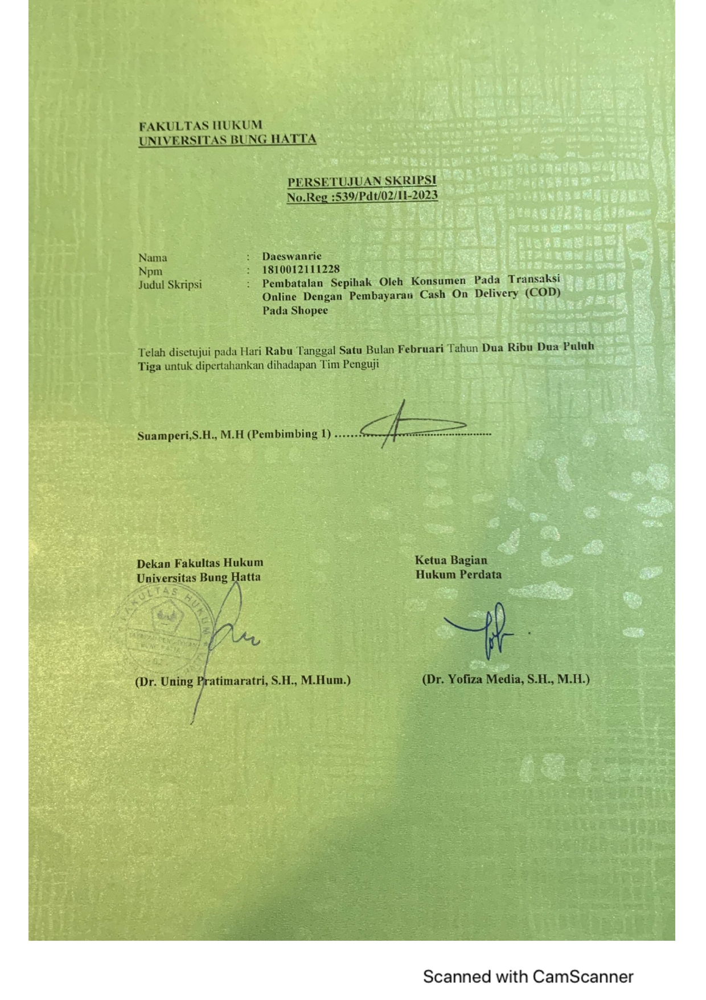 FAKULTAS HUKUM
UNIVERSITAS BUNG HATTA
PERSETUJUAN SKRIPSI
No.Reg :539/Pdt/02/II-2023
Nama : Daeswanrie
Npm : 1810012111228
Judul Skripsi : Pembatalan Sepihak Oleh Konsumen Pada Transaksi
Online Dengan Pembayaran Cash On Delivery (COD)
Pada Shopee
Telah disetujui pada Hari Rabu Tanggal Satu Bulan Februari Tahun Dua Ribu Dua Puluh
Tiga untuk dipertahankan dihadapan Tim Penguji
Suamperi,S.H., M.H (Pembimbing 1) ..........................................
Dekan Fakultas Hukum
Universitas Bung Hatta
FAKULTAS HUKUM
(Dr. Uning Pratimaratri, S.H., M.Hum.)
Ketua Bagian
Hukum Perdata
(Dr. Yofiza Media, S.H., M.H.)
Scanned with CamScanner